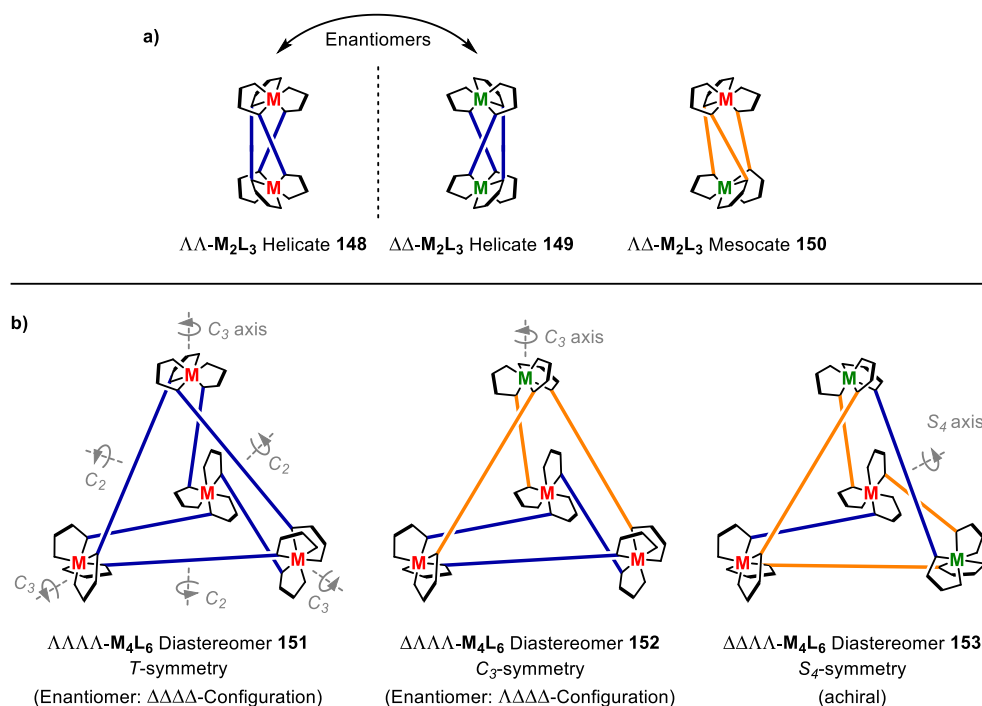 a)
Enantiomers
M M M
M M M
ΛΛ-M₂L₃ Helicate 148 ΔΔ-M₂L₃ Helicate 149 ΛΔ-M₂L₃ Mesocate 150
b)
C₃ axis C₃ axis
M M M
S₄ axis
C₂ C₂
M M M
M M M M M M
C₃ C₂ C₃
ΛΛΛΛ-M₄L₆ Diastereomer 151 ΔΛΛΛ-M₄L₆ Diastereomer 152 ΔΔΛΛ-M₄L₆ Diastereomer 153
T-symmetry C₃-symmetry S₄-symmetry
(Enantiomer: ΔΔΔΔ-Configuration) (Enantiomer: ΛΔΔΔ-Configuration) (achiral)